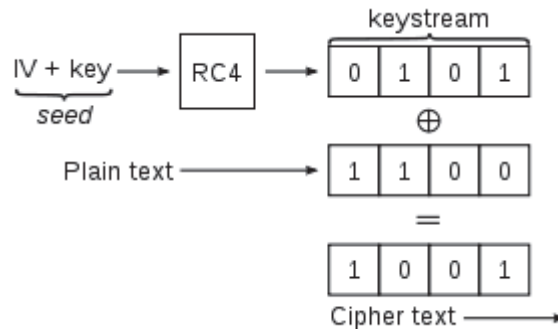 keystream
IV + key RC4 0 1 0 1
seed
⊕
Plain text 1 1 0 0
=
1 0 0 1
Cipher text